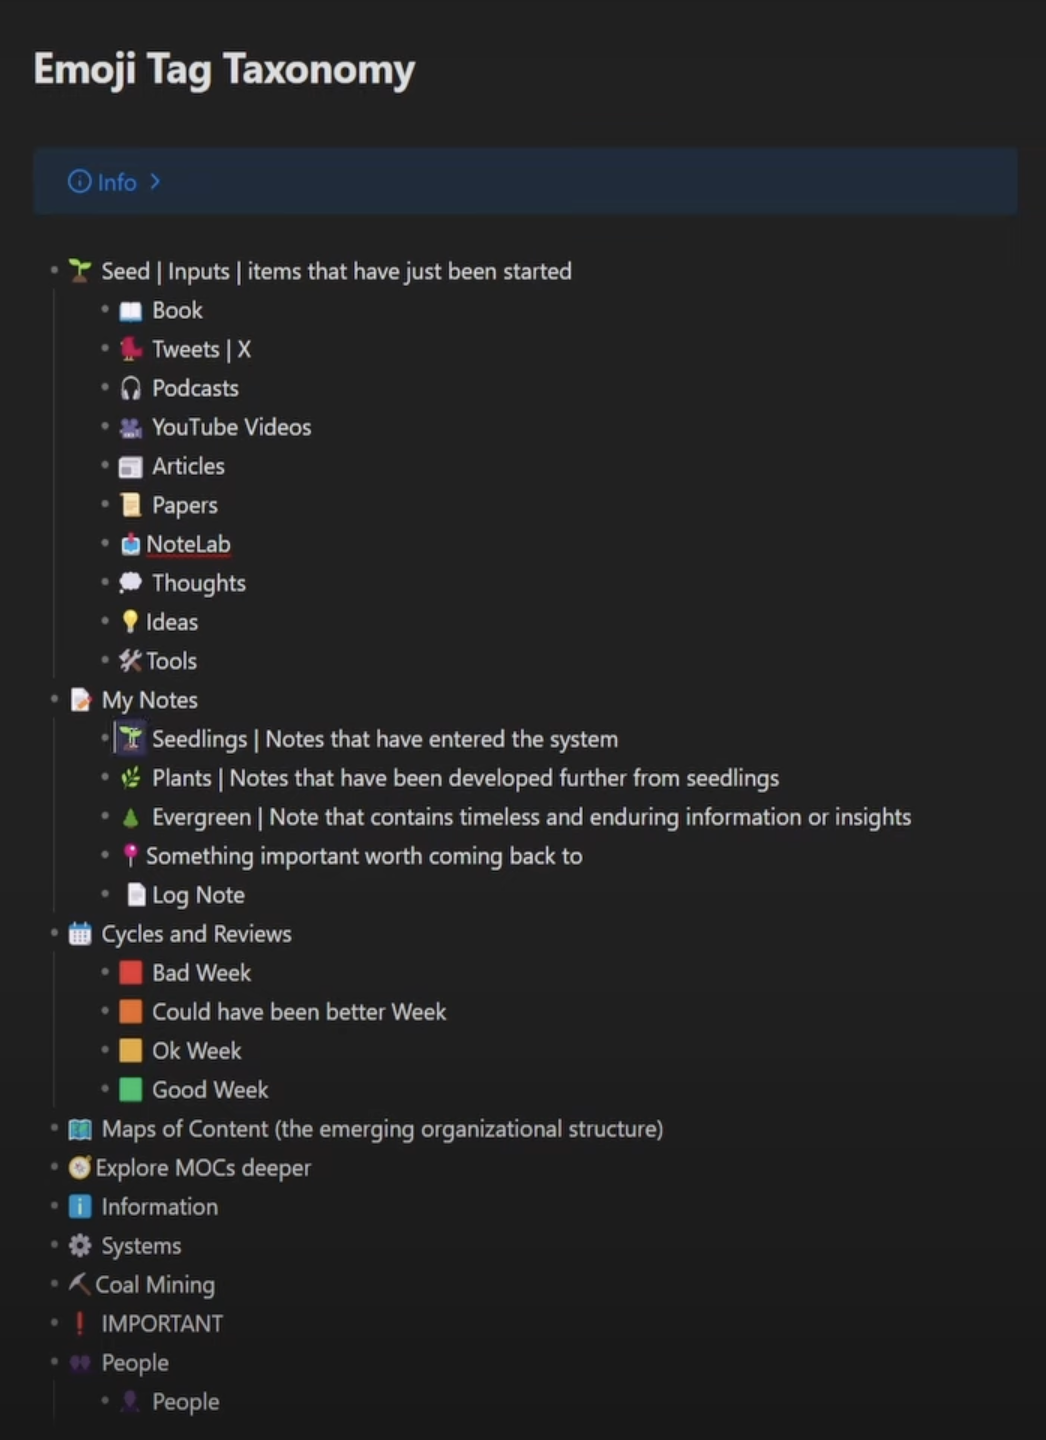 Emoji Tag Taxonomy
Info >
🌱 Seed | Inputs | items that have just been started
📖 Book
🐦 Tweets | X
🎧 Podcasts
🎥 YouTube Videos
📰 Articles
📜 Papers
📥 NoteLab
💭 Thoughts
💡 Ideas
🛠 Tools
📝 My Notes
🌱 Seedlings | Notes that have entered the system
🌿 Plants | Notes that have been developed further from seedlings
🌲 Evergreen | Note that contains timeless and enduring information or insights
📍 Something important worth coming back to
📄 Log Note
🗓 Cycles and Reviews
🟥 Bad Week
🟧 Could have been better Week
🟨 Ok Week
🟩 Good Week
🗺 Maps of Content (the emerging organizational structure)
🧭 Explore MOCs deeper
ℹ️ Information
⚙️ Systems
⛏ Coal Mining
❗ IMPORTANT
👥 People
👤 People